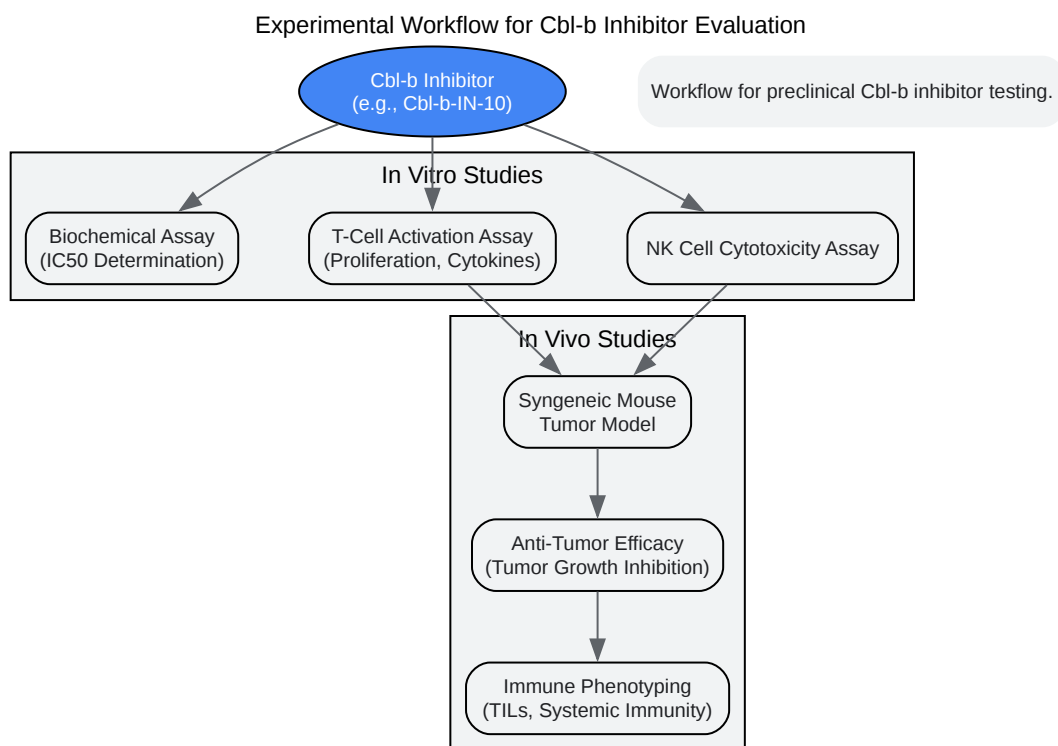 Experimental Workflow for Cbl-b Inhibitor Evaluation
Cbl-b Inhibitor
(e.g., Cbl-b-IN-10)
Workflow for preclinical Cbl-b inhibitor testing.
In Vitro Studies
Biochemical Assay
(IC50 Determination)
T-Cell Activation Assay
(Proliferation, Cytokines)
NK Cell Cytotoxicity Assay
In Vivo Studies
Syngeneic Mouse
Tumor Model
Anti-Tumor Efficacy
(Tumor Growth Inhibition)
Immune Phenotyping
(TILs, Systemic Immunity)